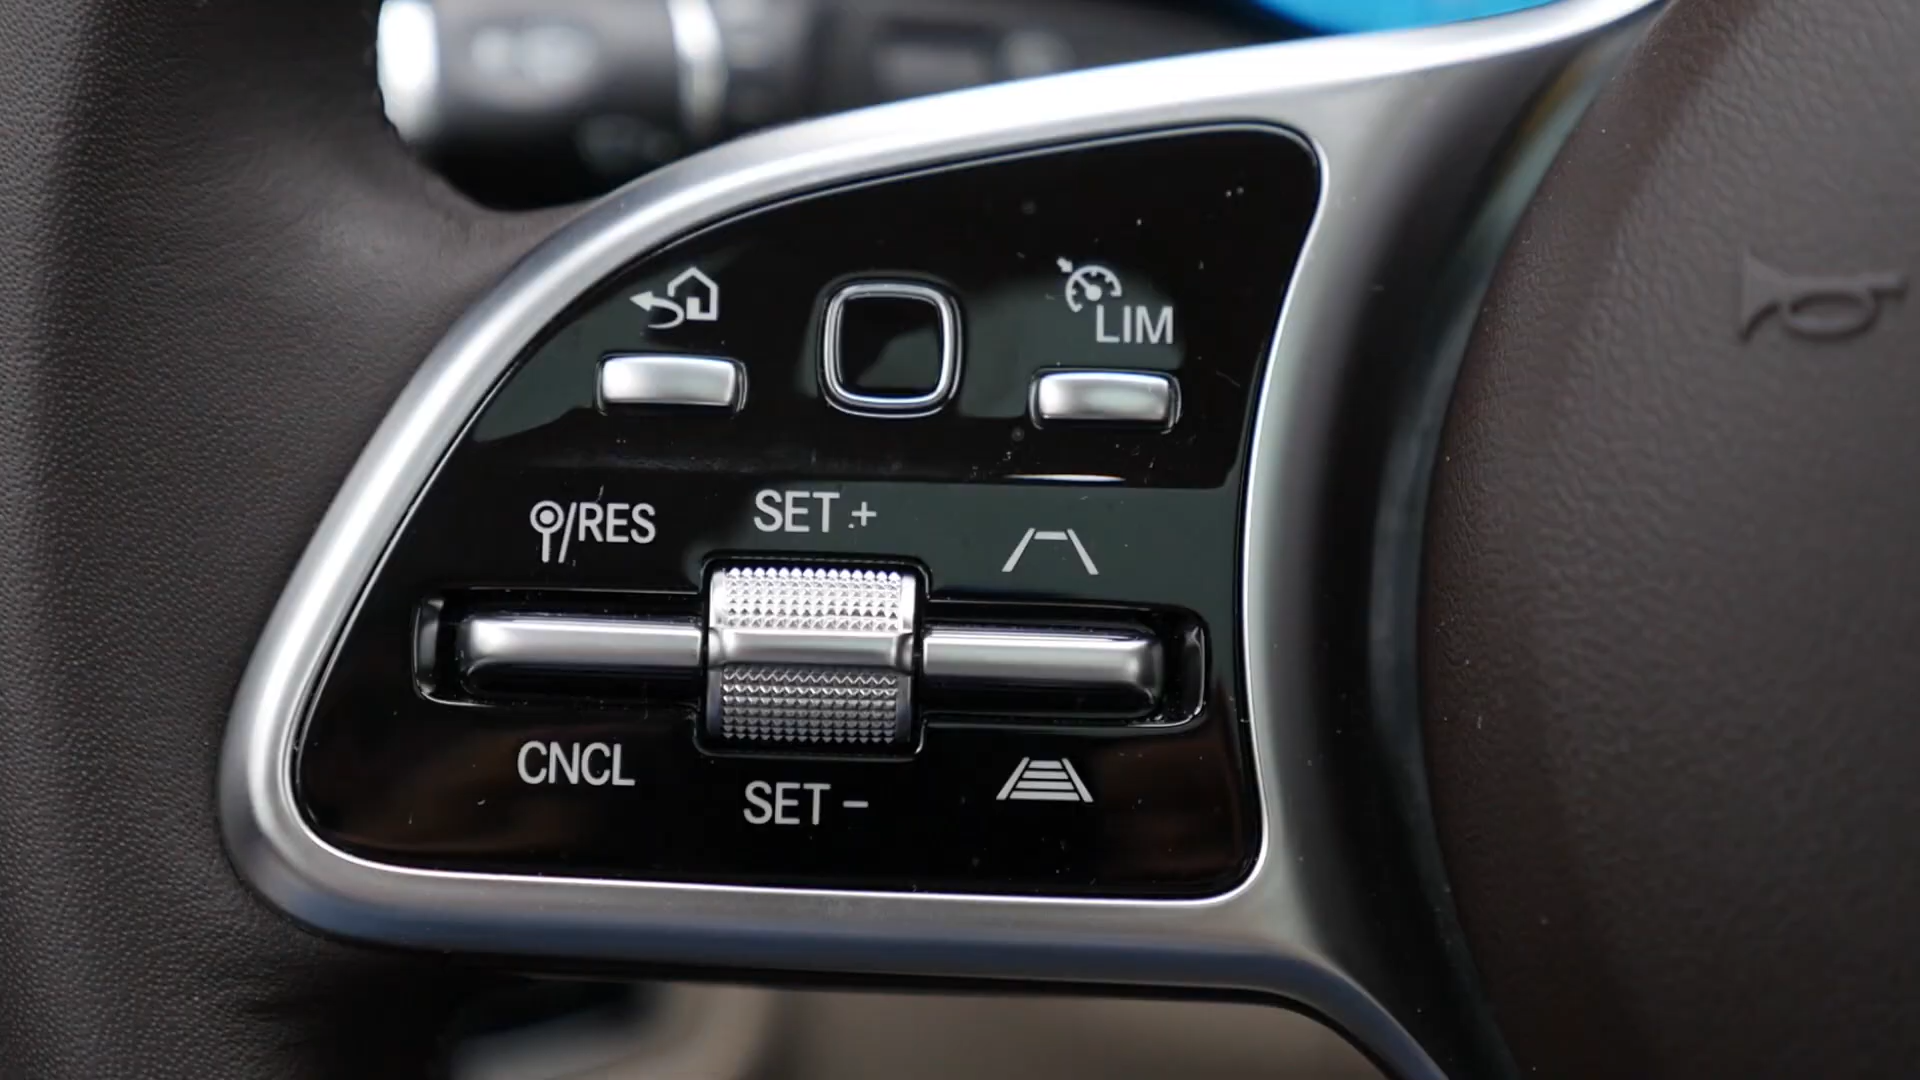 LIM
/RES
SET +
CNCL
SET −